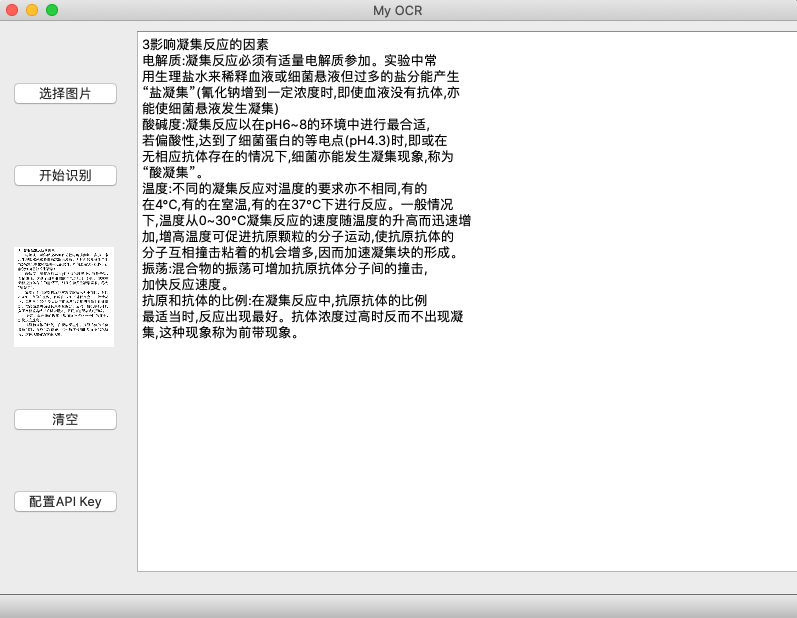 My OCR
选择图片
开始识别
清空
配置API Key
3影响凝集反应的因素
电解质:凝集反应必须有适量电解质参加。实验中常
用生理盐水来稀释血液或细菌悬液但过多的盐分能产生
“盐凝集”(氰化钠增到一定浓度时,即使血液没有抗体,亦
能使细菌悬液发生凝集)
酸碱度:凝集反应以在pH6~8的环境中进行最合适,
若偏酸性,达到了细菌蛋白的等电点(pH4.3)时,即或在
无相应抗体存在的情况下,细菌亦能发生凝集现象,称为
“酸凝集”。
温度:不同的凝集反应对温度的要求亦不相同,有的
在4°C,有的在室温,有的在37°C下进行反应。一般情况
下,温度从0~30°C凝集反应的速度随温度的升高而迅速增
加,增高温度可促进抗原颗粒的分子运动,使抗原抗体的
分子互相撞击粘着的机会增多,因而加速凝集块的形成。
振荡:混合物的振荡可增加抗原抗体分子间的撞击,
加快反应速度。
抗原和抗体的比例:在凝集反应中,抗原抗体的比例
最适当时,反应出现最好。抗体浓度过高时反而不出现凝
集,这种现象称为前带现象。